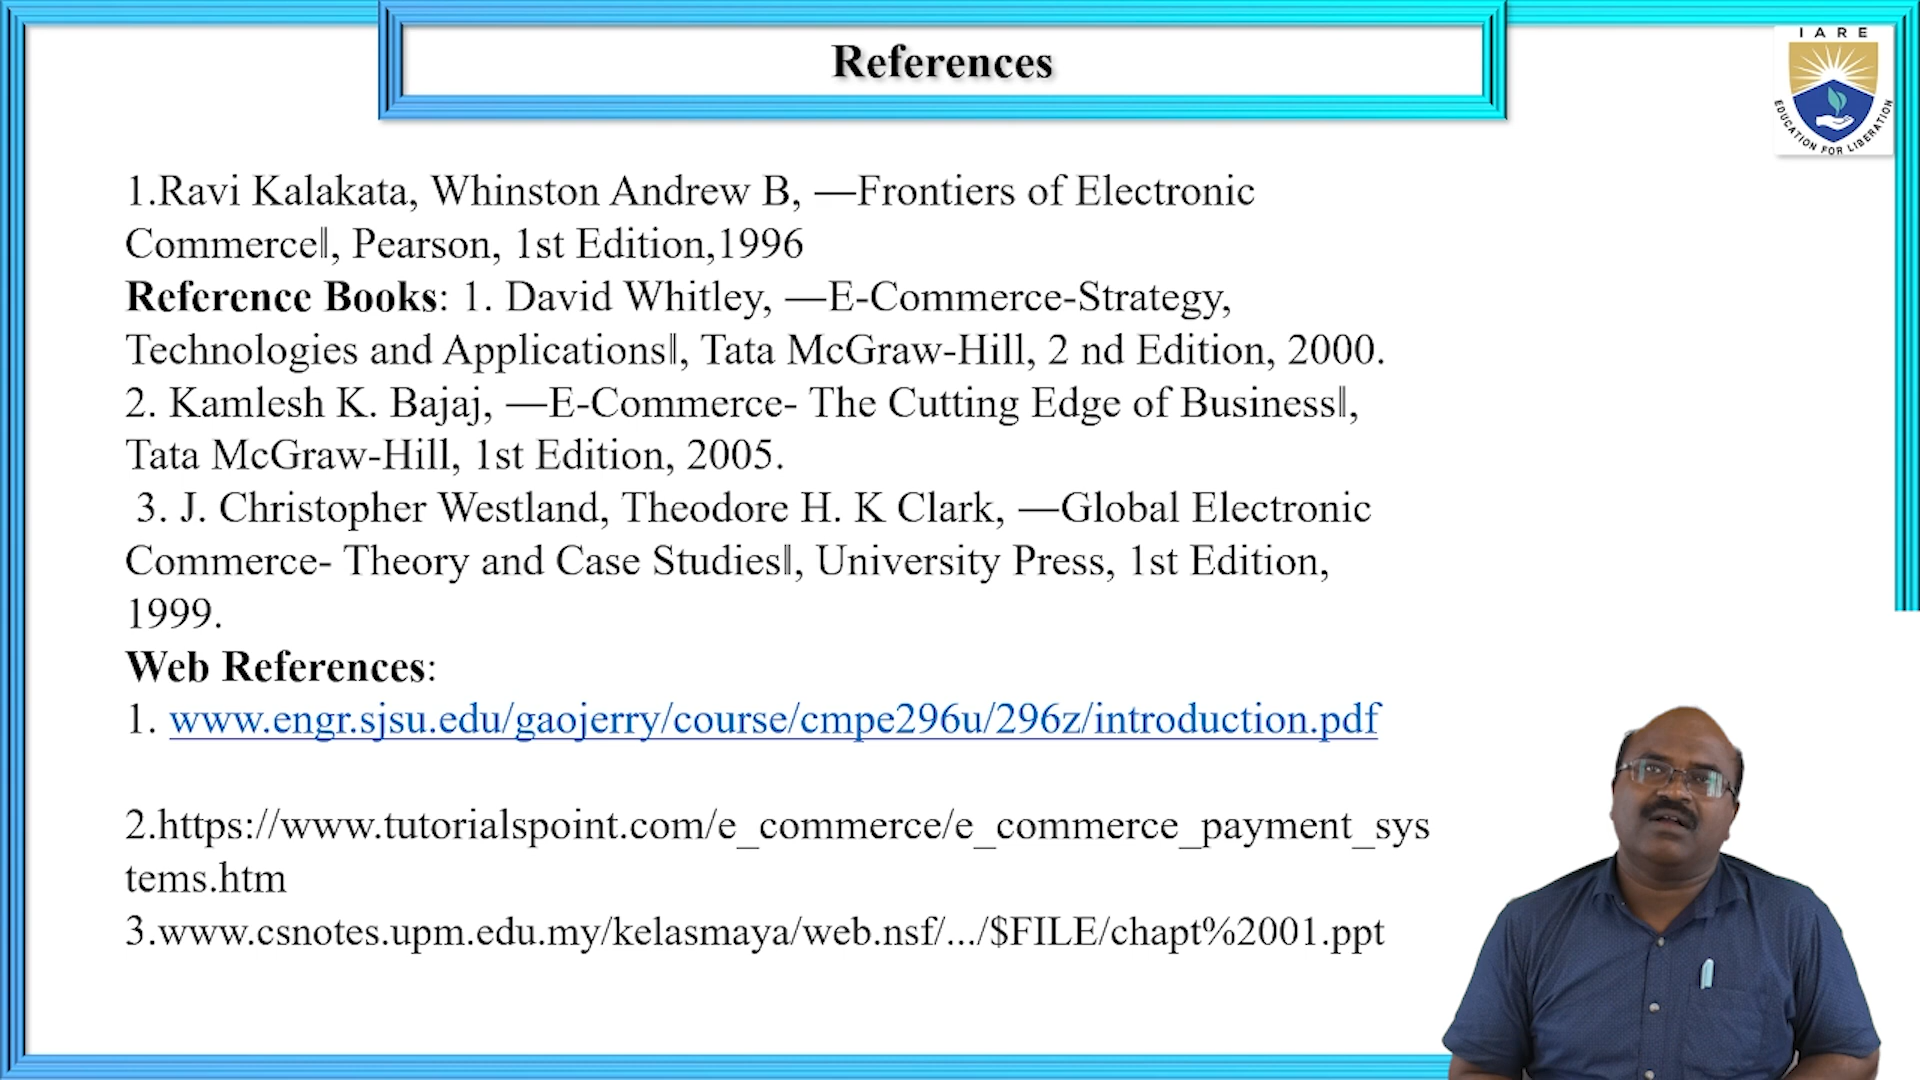 References
I A R E
EDUCATION FOR LIBERATION
1.Ravi Kalakata, Whinston Andrew B, ―Frontiers of Electronic
Commerce‖, Pearson, 1st Edition,1996
Reference Books: 1. David Whitley, ―E-Commerce-Strategy,
Technologies and Applications‖, Tata McGraw-Hill, 2 nd Edition, 2000.
2. Kamlesh K. Bajaj, ―E-Commerce- The Cutting Edge of Business‖,
Tata McGraw-Hill, 1st Edition, 2005.
3. J. Christopher Westland, Theodore H. K Clark, ―Global Electronic
Commerce- Theory and Case Studies‖, University Press, 1st Edition,
1999.
Web References:
1. www.engr.sjsu.edu/gaojerry/course/cmpe296u/296z/introduction.pdf
2.https://www.tutorialspoint.com/e_commerce/e_commerce_payment_sys
tems.htm
3.www.csnotes.upm.edu.my/kelasmaya/web.nsf/.../$FILE/chapt%2001.ppt